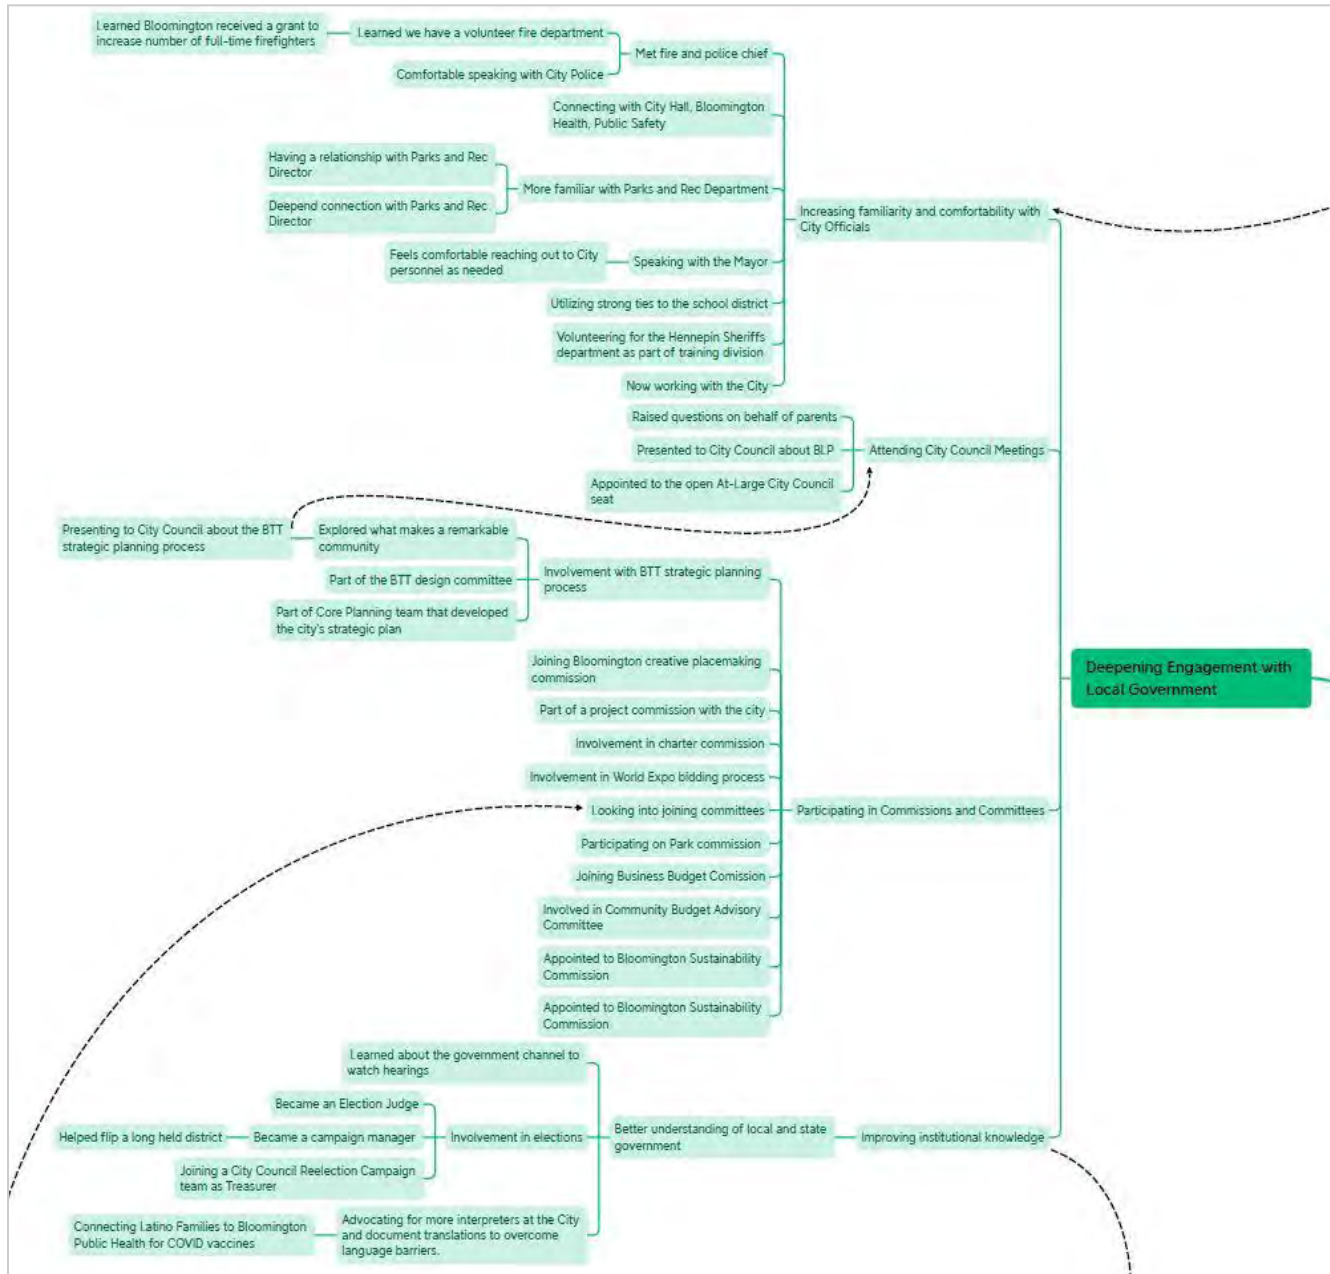 Learned Bloomington received a grant to
increase number of full-time firefighters
Learned we have a volunteer fire department
Comfortable speaking with City Police
Met fire and police chief
Connecting with City Hall, Bloomington
Health, Public Safety
Having a relationship with Parks and Rec
Director
Deepend connection with Parks and Rec
Director
More familiar with Parks and Rec Department
Feels comfortable reaching out to City
personnel as needed
Speaking with the Mayor
Utilizing strong ties to the school district
Volunteering for the Hennepin Sheriffs
department as part of training division
Now working with the City
Increasing familiarity and comfortability with
City Officials
Raised questions on behalf of parents
Presented to City Council about BLP
Appointed to the open At-Large City Council
seat
Attending City Council Meetings
Presenting to City Council about the BTT
strategic planning process
Explored what makes a remarkable
community
Part of the BTT design committee
Part of Core Planning team that developed
the city's strategic plan
Involvement with BTT strategic planning
process
Joining Bloomington creative placemaking
commission
Part of a project commission with the city
Involvement in charter commission
Involvement in World Expo bidding process
Looking into joining committees
Participating on Park commission
Joining Business Budget Comission
Involved in Community Budget Advisory
Committee
Appointed to Bloomington Sustainability
Commission
Appointed to Bloomington Sustainability
Commission
Participating in Commissions and Committees
Deepening Engagement with
Local Government
Learned about the government channel to
watch hearings
Became an Election Judge
Helped flip a long held district
Became a campaign manager
Joining a City Council Reelection Campaign
team as Treasurer
Involvement in elections
Connecting Latino Families to Bloomington
Public Health for COVID vaccines
Advocating for more interpreters at the City
and document translations to overcome
language barriers.
Better understanding of local and state
government
Improving institutional knowledge